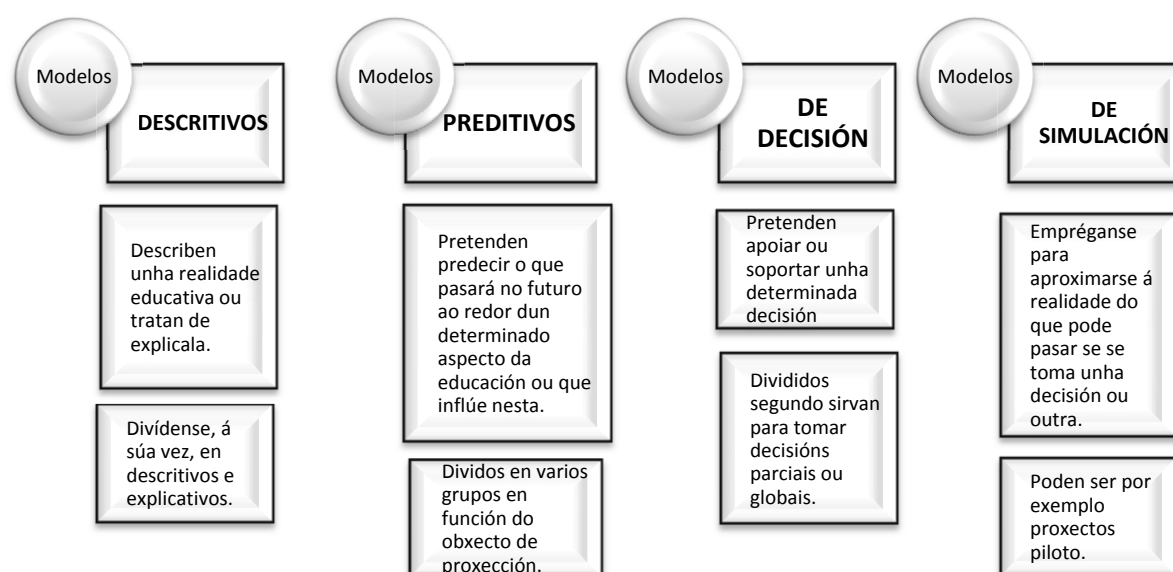 Modelos
DESCRITIVOS
Describen
unha realidade
educativa ou
tratan de
explicala.
Divídense, á
súa vez, en
descritivos e
explicativos.
Modelos
PREDITIVOS
Pretenden
predecir o que
pasará no futuro
ao redor dun
determinado
aspecto da
educación ou que
inflúe nesta.
Dividos en varios
grupos en
función do
obxecto de
proxección.
Modelos
DE
DECISIÓN
Pretenden
apoiar ou
soportar unha
determinada
decisión
Divididos
segundo sirvan
para tomar
decisións
parciais ou
globais.
Modelos
DE
SIMULACIÓN
Empréganse
para
aproximarse á
realidade do
que pode
pasar se se
toma unha
decisión ou
outra.
Poden ser por
exemplo
proxectos
piloto.